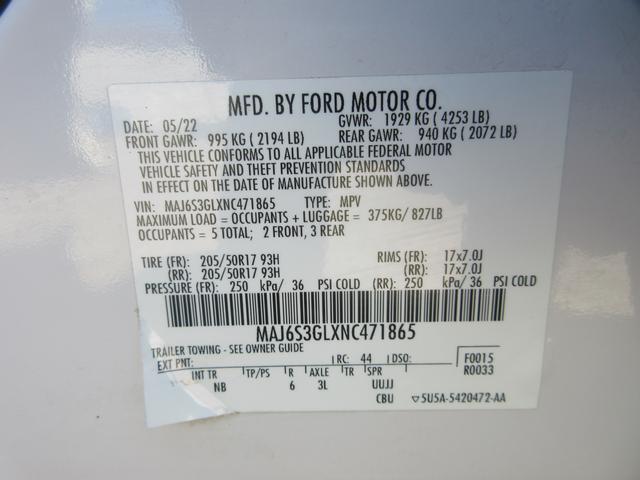 MFD. BY FORD MOTOR CO.
DATE: 05/22 GVWR: 1929 KG ( 4253 LB)
FRONT GAWR: 995 KG ( 2194 LB) REAR GAWR: 940 KG ( 2072 LB)
THIS VEHICLE CONFORMS TO ALL APPLICABLE FEDERAL MOTOR
VEHICLE SAFETY AND THEFT PREVENTION STANDARDS
IN EFFECT ON THE DATE OF MANUFACTURE SHOWN ABOVE.
VIN: MAJ6S3GLXNC471865 TYPE: MPV
MAXIMUM LOAD = OCCUPANTS + LUGGAGE = 375KG/ 827LB
OCCUPANTS = 5 TOTAL; 2 FRONT, 3 REAR
TIRE (FR): 205/50R17 93H RIMS (FR): 17x7.0J
(RR): 205/50R17 93H (RR): 17x7.0J
PRESSURE (FR): 250 kPa/ 36 PSI COLD (RR): 250 kPa/ 36 PSI COLD
MAJ6S3GLXNC471865
TRAILER TOWING - SEE OWNER GUIDE
EXT PNT: RC: 44 DSO: F0015
R0033
INT TR TP/PS R AXLE TR SPR
NB 6 3L UUJJ
CBU ▽5U5A-5420472-AA